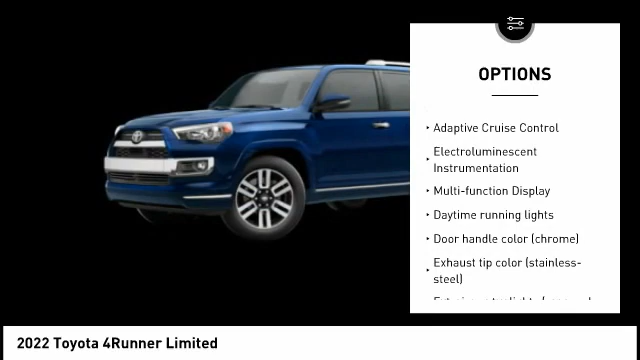 OPTIONS
Adaptive Cruise Control
Electroluminescent
Instrumentation
Multi-function Display
Daytime running lights
Door handle color (chrome)
Exhaust tip color (stainless-
steel)
2022 Toyota 4Runner Limited